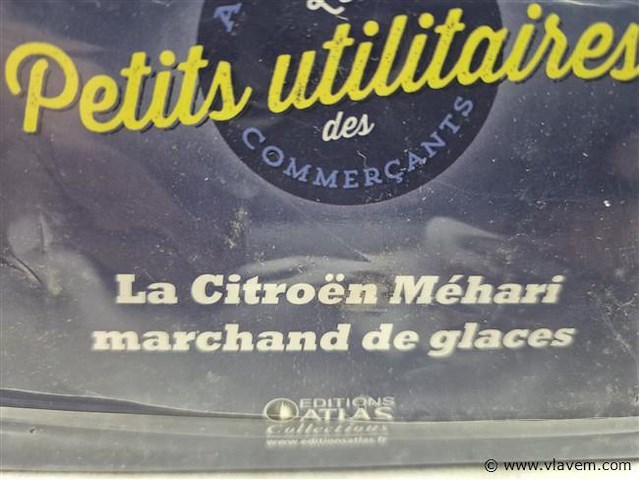 Petits utilitaires
des
COMMERÇANTS
La Citroën Méhari
marchand de glaces
EDITIONS
ATLAS
Collections
www.editionsatlas.fr
© www.vlavem.com